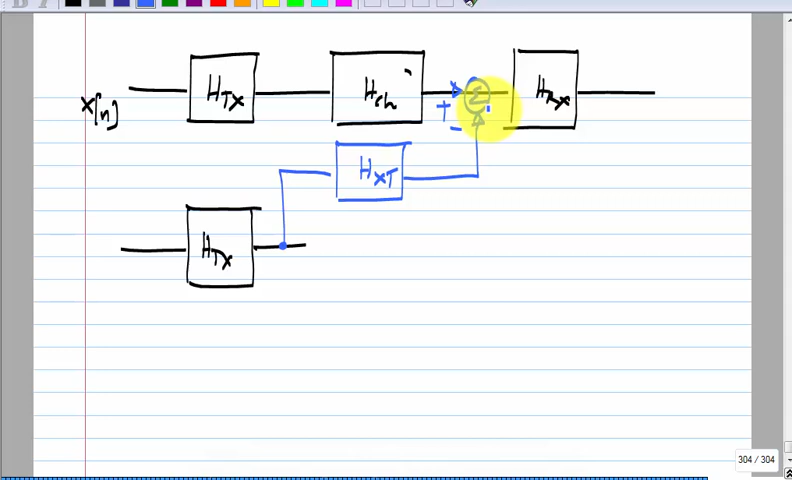 x[n]
H_TX
H_ch
+
Σ
H_RX
H_XT
H_TX
304 / 304